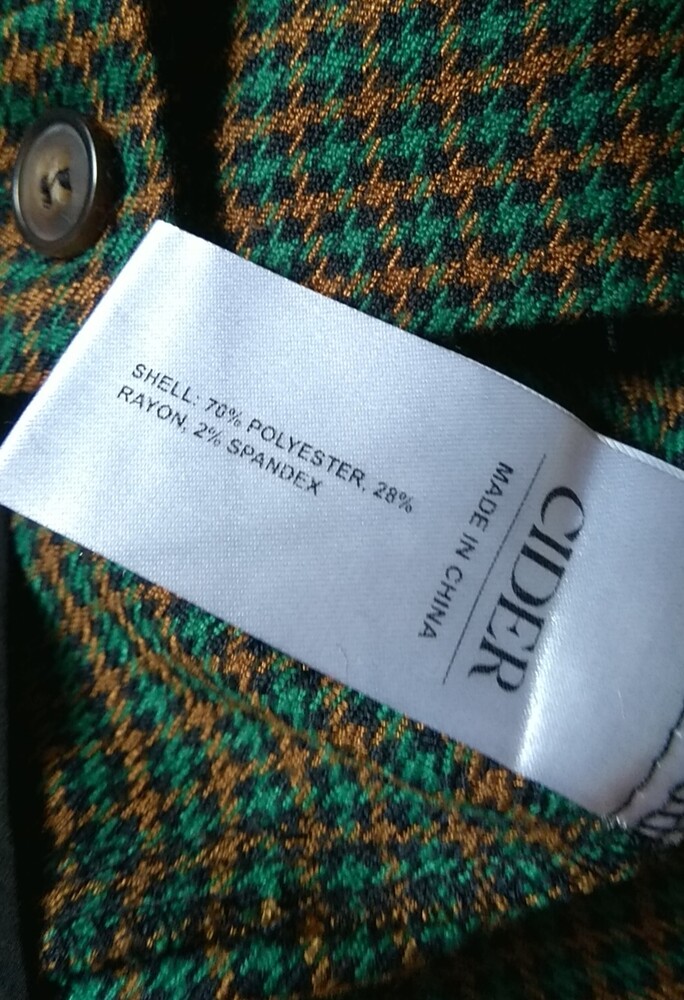 SHELL: 70% POLYESTER, 28%
RAYON, 2% SPANDEX
CIDER
MADE IN CHINA